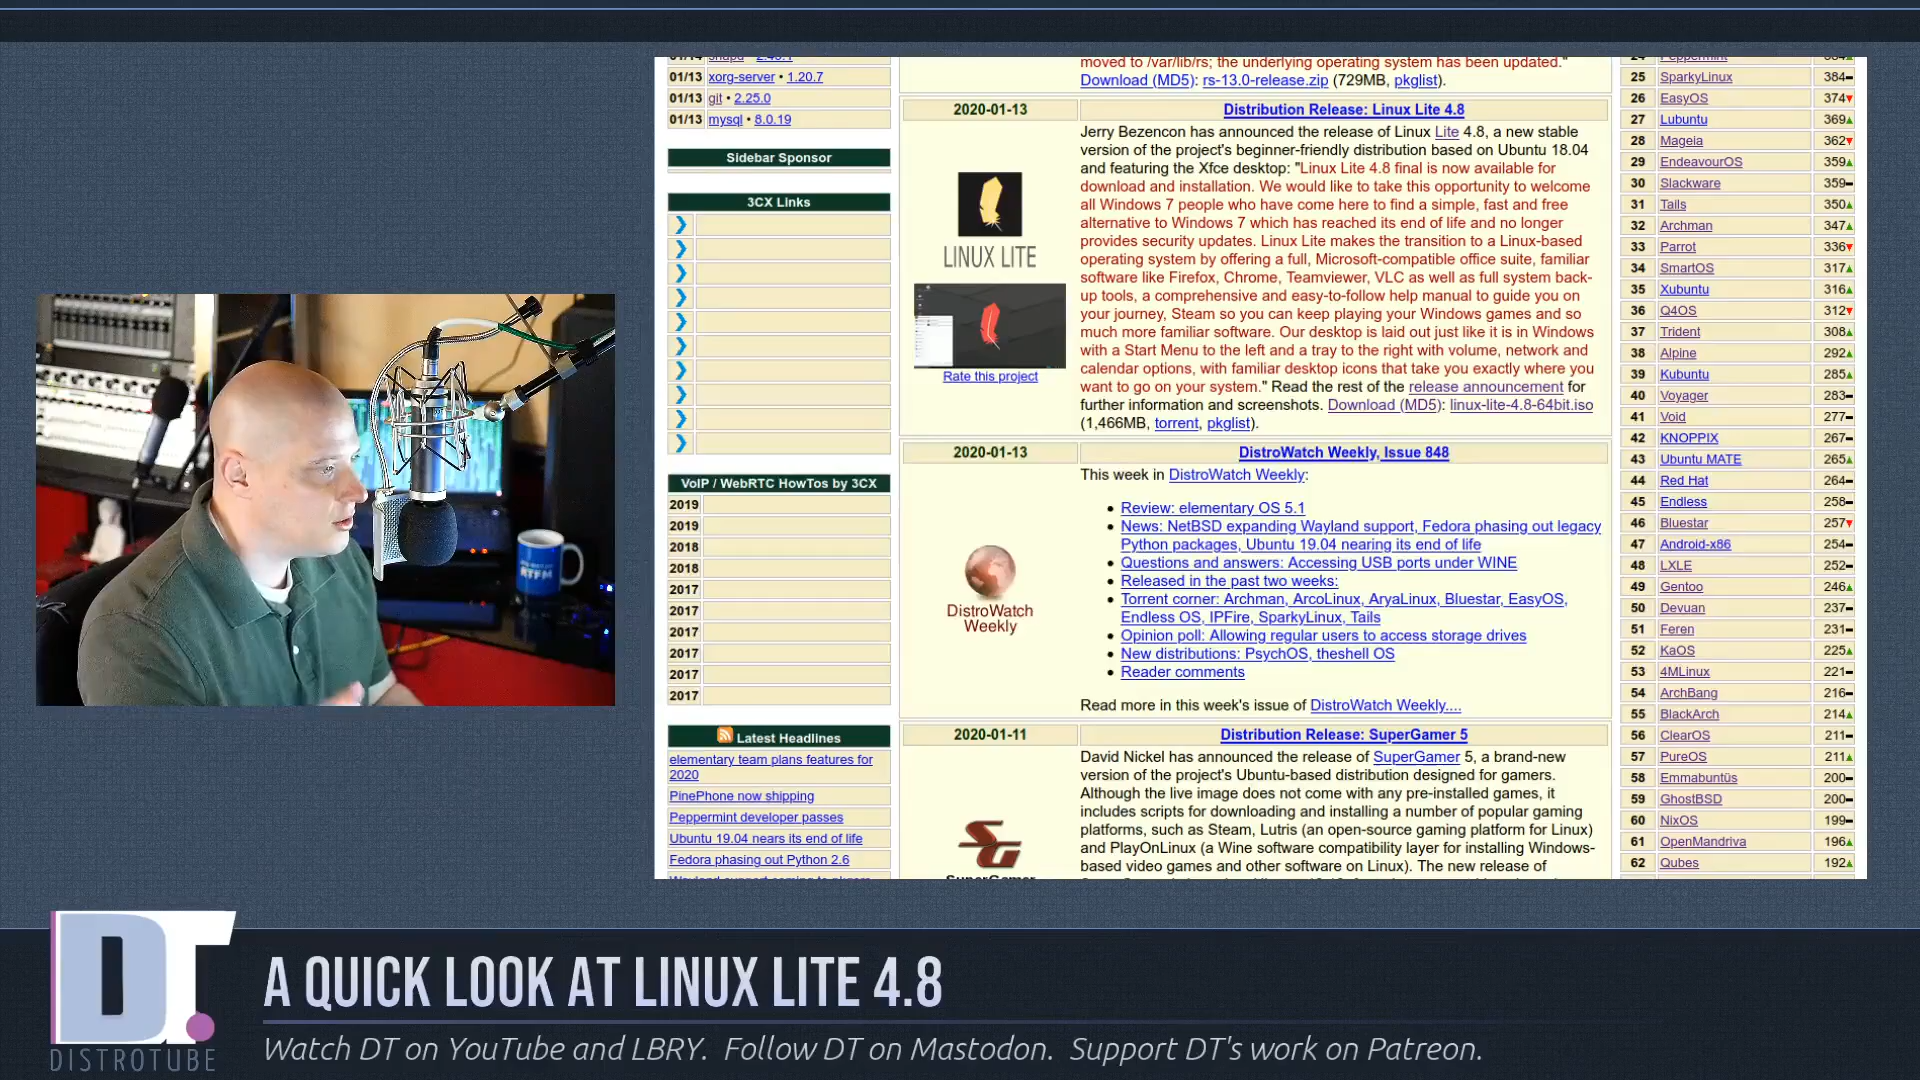 01/14 snapd • 2.43.1
01/13 xorg-server • 1.20.7
01/13 git • 2.25.0
01/13 mysql • 8.0.19
Sidebar Sponsor
3CX Links
VoIP / WebRTC HowTos by 3CX
2019
2019
2018
2018
2017
2017
2017
2017
2017
2017
Latest Headlines
elementary team plans features for
2020
PinePhone now shipping
Peppermint developer passes
Ubuntu 19.04 nears its end of life
Fedora phasing out Python 2.6
moved to /var/lib/rs; the underlying operating system has been updated."
Download (MD5): rs-13.0-release.zip (729MB, pkglist).
2020-01-13
Distribution Release: Linux Lite 4.8
LINUX LITE
Rate this project
Jerry Bezencon has announced the release of Linux Lite 4.8, a new stable
version of the project's beginner-friendly distribution based on Ubuntu 18.04
and featuring the Xfce desktop: "Linux Lite 4.8 final is now available for
download and installation. We would like to take this opportunity to welcome
all Windows 7 people who have come here to find a simple, fast and free
alternative to Windows 7 which has reached its end of life and no longer
provides security updates. Linux Lite makes the transition to a Linux-based
operating system by offering a full, Microsoft-compatible office suite, familiar
software like Firefox, Chrome, Teamviewer, VLC as well as full system back-
up tools, a comprehensive and easy-to-follow help manual to guide you on
your journey, Steam so you can keep playing your Windows games and so
much more familiar software. Our desktop is laid out just like it is in Windows
with a Start Menu to the left and a tray to the right with volume, network and
calendar options, with familiar desktop icons that take you exactly where you
want to go on your system." Read the rest of the release announcement for
further information and screenshots. Download (MD5): linux-lite-4.8-64bit.iso
(1,466MB, torrent, pkglist).
2020-01-13
DistroWatch Weekly, Issue 848
DistroWatch
Weekly
This week in DistroWatch Weekly:
• Review: elementary OS 5.1
• News: NetBSD expanding Wayland support, Fedora phasing out legacy
Python packages, Ubuntu 19.04 nearing its end of life
• Questions and answers: Accessing USB ports under WINE
• Released in the past two weeks:
• Torrent corner: Archman, ArcoLinux, AryaLinux, Bluestar, EasyOS,
Endless OS, IPFire, SparkyLinux, Tails
• Opinion poll: Allowing regular users to access storage drives
• New distributions: PsychOS, theshell OS
• Reader comments
Read more in this week's issue of DistroWatch Weekly....
2020-01-11
Distribution Release: SuperGamer 5
SG
SuperGamer
David Nickel has announced the release of SuperGamer 5, a brand-new
version of the project's Ubuntu-based distribution designed for gamers.
Although the live image does not come with any pre-installed games, it
includes scripts for downloading and installing a number of popular gaming
platforms, such as Steam, Lutris (an open-source gaming platform for Linux)
and PlayOnLinux (a Wine software compatibility layer for installing Windows-
based video games and other software on Linux). The new release of
24 Peppermint
25 SparkyLinux 384
26 EasyOS 374
27 Lubuntu 369
28 Mageia 362
29 EndeavourOS 359
30 Slackware 359
31 Tails 350
32 Archman 347
33 Parrot 336
34 SmartOS 317
35 Xubuntu 316
36 Q4OS 312
37 Trident 308
38 Alpine 292
39 Kubuntu 285
40 Voyager 283
41 Void 277
42 KNOPPIX 267
43 Ubuntu MATE 265
44 Red Hat 264
45 Endless 258
46 Bluestar 257
47 Android-x86 254
48 LXLE 252
49 Gentoo 246
50 Devuan 237
51 Feren 231
52 KaOS 225
53 4MLinux 221
54 ArchBang 216
55 BlackArch 214
56 ClearOS 211
57 PureOS 211
58 Emmabuntüs 200
59 GhostBSD 200
60 NixOS 199
61 OpenMandriva 196
62 Qubes 192
RTFM
DT
DISTROTUBE
A QUICK LOOK AT LINUX LITE 4.8
Watch DT on YouTube and LBRY. Follow DT on Mastodon. Support DT's work on Patreon.